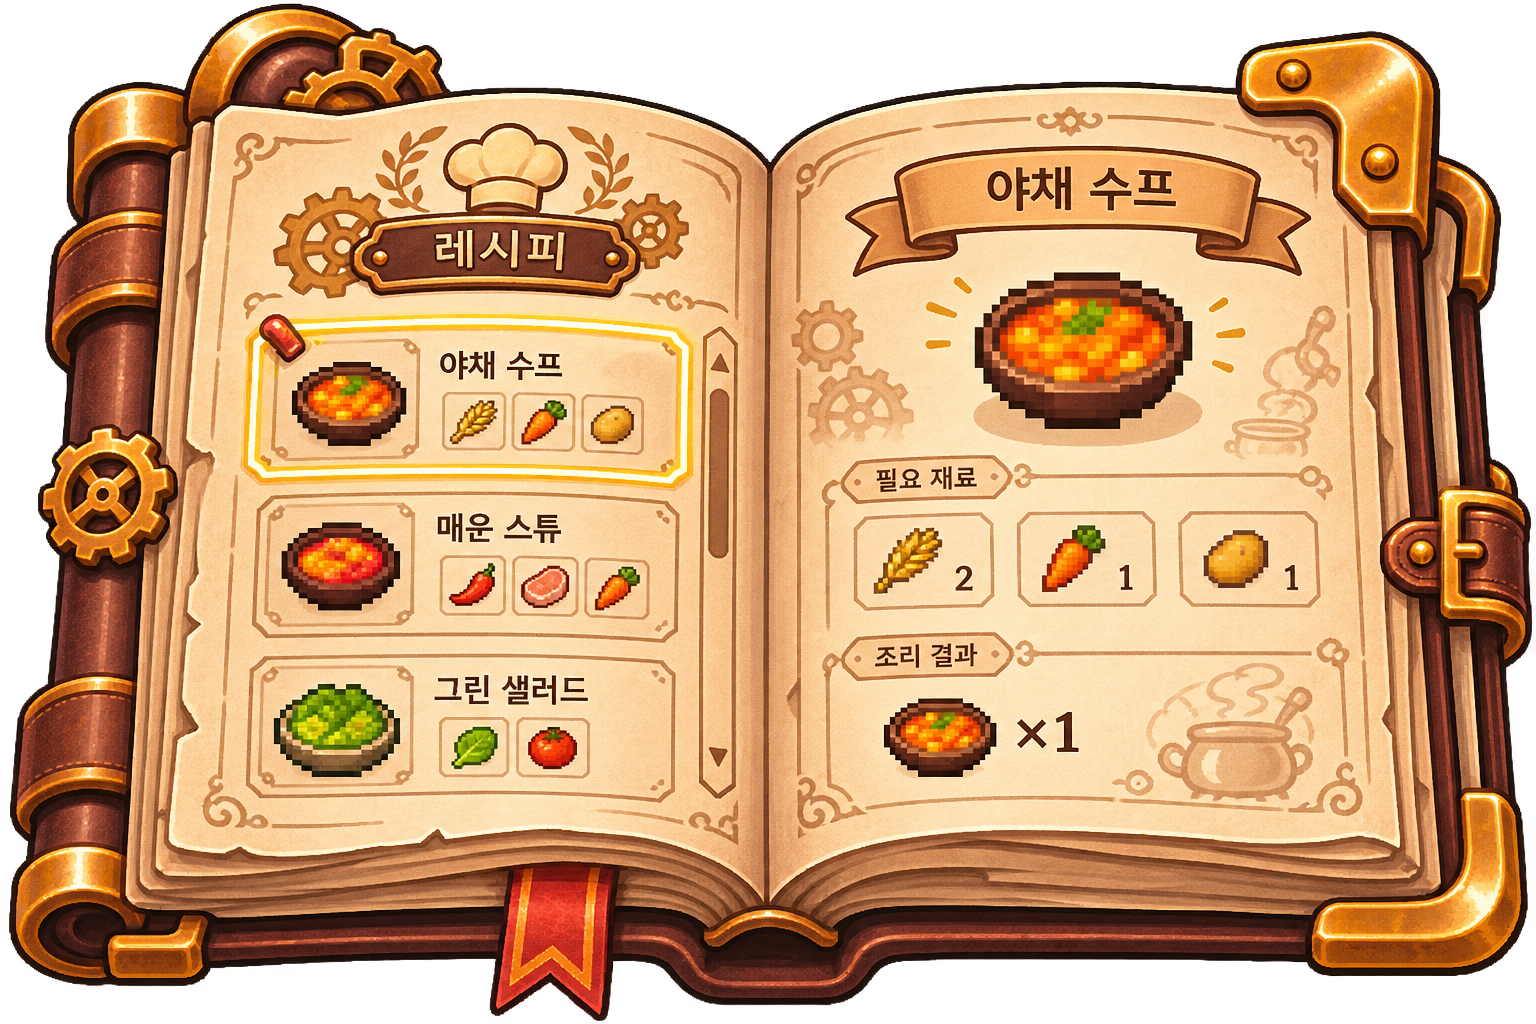 레시피
야채 수프
매운 스튜
그린 샐러드
야채 수프
필요 재료
2
1
1
조리 결과
×1